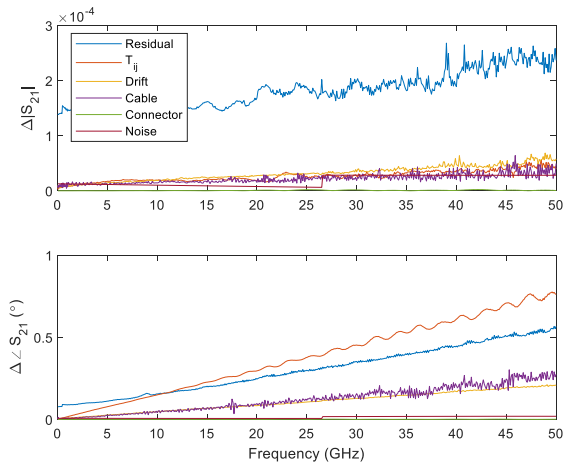 ×10⁻⁴
3
2
1
0
Δ|S₂₁|
Residual
Tᵢⱼ
Drift
Cable
Connector
Noise
0 5 10 15 20 25 30 35 40 45 50
1
0.5
0
Δ∠ S₂₁ (°)
0 5 10 15 20 25 30 35 40 45 50
Frequency (GHz)